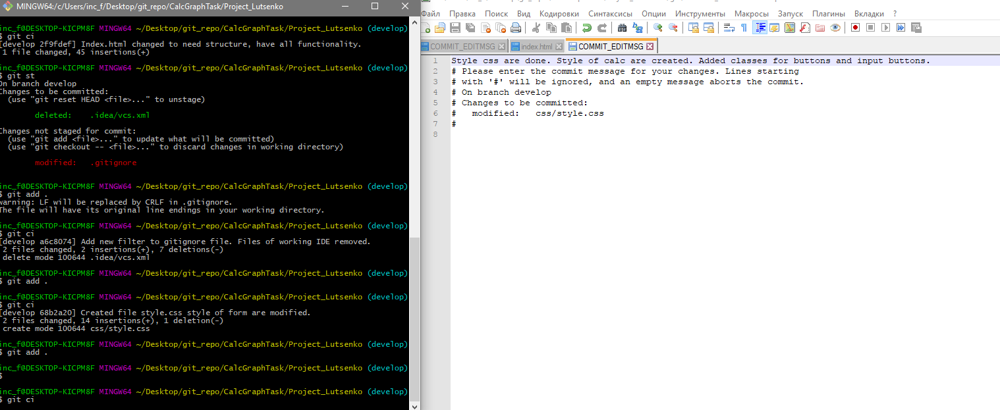 MINGW64:/c/Users/inc_f/Desktop/git_repo/CalcGraphTask/Project_Lutsenko
inc_f@DESKTOP-KICPM8F MINGW64 ~/Desktop/git_repo/CalcGraphTask/Project_Lutsenko (develop)
$ git ci
[develop 2f9fdef] Index.html changed to need structure, have all functionality.
1 file changed, 45 insertions(+)
inc_f@DESKTOP-KICPM8F MINGW64 ~/Desktop/git_repo/CalcGraphTask/Project_Lutsenko (develop)
$ git st
On branch develop
Changes to be committed:
(use "git reset HEAD <file>..." to unstage)
deleted: .idea/vcs.xml
Changes not staged for commit:
(use "git add <file>..." to update what will be committed)
(use "git checkout -- <file>..." to discard changes in working directory)
modified: .gitignore
inc_f@DESKTOP-KICPM8F MINGW64 ~/Desktop/git_repo/CalcGraphTask/Project_Lutsenko (develop)
$ git add .
warning: LF will be replaced by CRLF in .gitignore.
The file will have its original line endings in your working directory.
inc_f@DESKTOP-KICPM8F MINGW64 ~/Desktop/git_repo/CalcGraphTask/Project_Lutsenko (develop)
$ git ci
[develop a6c8074] Add new filter to gitignore file. Files of working IDE removed.
2 files changed, 2 insertions(+), 7 deletions(-)
delete mode 100644 .idea/vcs.xml
inc_f@DESKTOP-KICPM8F MINGW64 ~/Desktop/git_repo/CalcGraphTask/Project_Lutsenko (develop)
$ git add .
inc_f@DESKTOP-KICPM8F MINGW64 ~/Desktop/git_repo/CalcGraphTask/Project_Lutsenko (develop)
$ git ci
[develop 68b2a20] Created file style.css style of form are modified.
2 files changed, 14 insertions(+), 1 deletion(-)
create mode 100644 css/style.css
inc_f@DESKTOP-KICPM8F MINGW64 ~/Desktop/git_repo/CalcGraphTask/Project_Lutsenko (develop)
$ git add .
inc_f@DESKTOP-KICPM8F MINGW64 ~/Desktop/git_repo/CalcGraphTask/Project_Lutsenko (develop)
$
inc_f@DESKTOP-KICPM8F MINGW64 ~/Desktop/git_repo/CalcGraphTask/Project_Lutsenko (develop)
$ git ci
Файл Правка Поиск Вид Кодировки Синтаксисы Опции Инструменты Макросы Запуск Плагины Вкладки ?
COMMIT_EDITMSG index.html COMMIT_EDITMSG
1 Style css are done. Style of calc are created. Added classes for buttons and input buttons.
2 # Please enter the commit message for your changes. Lines starting
3 # with '#' will be ignored, and an empty message aborts the commit.
4 # On branch develop
5 # Changes to be committed:
6 # modified: css/style.css
7 #
8